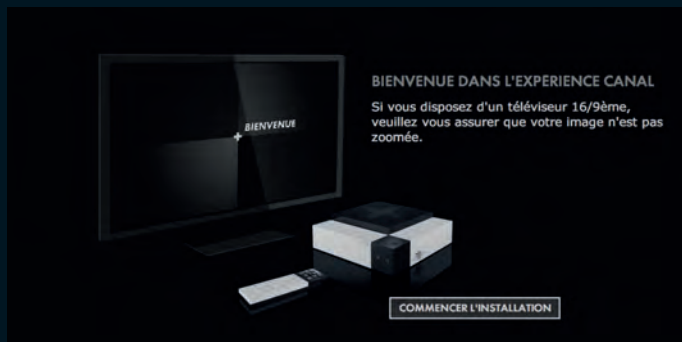 BIENVENUE
BIENVENUE DANS L'EXPERIENCE CANAL
Si vous disposez d'un téléviseur 16/9ème,
veuillez vous assurer que votre image n'est pas
zoomée.
COMMENCER L'INSTALLATION